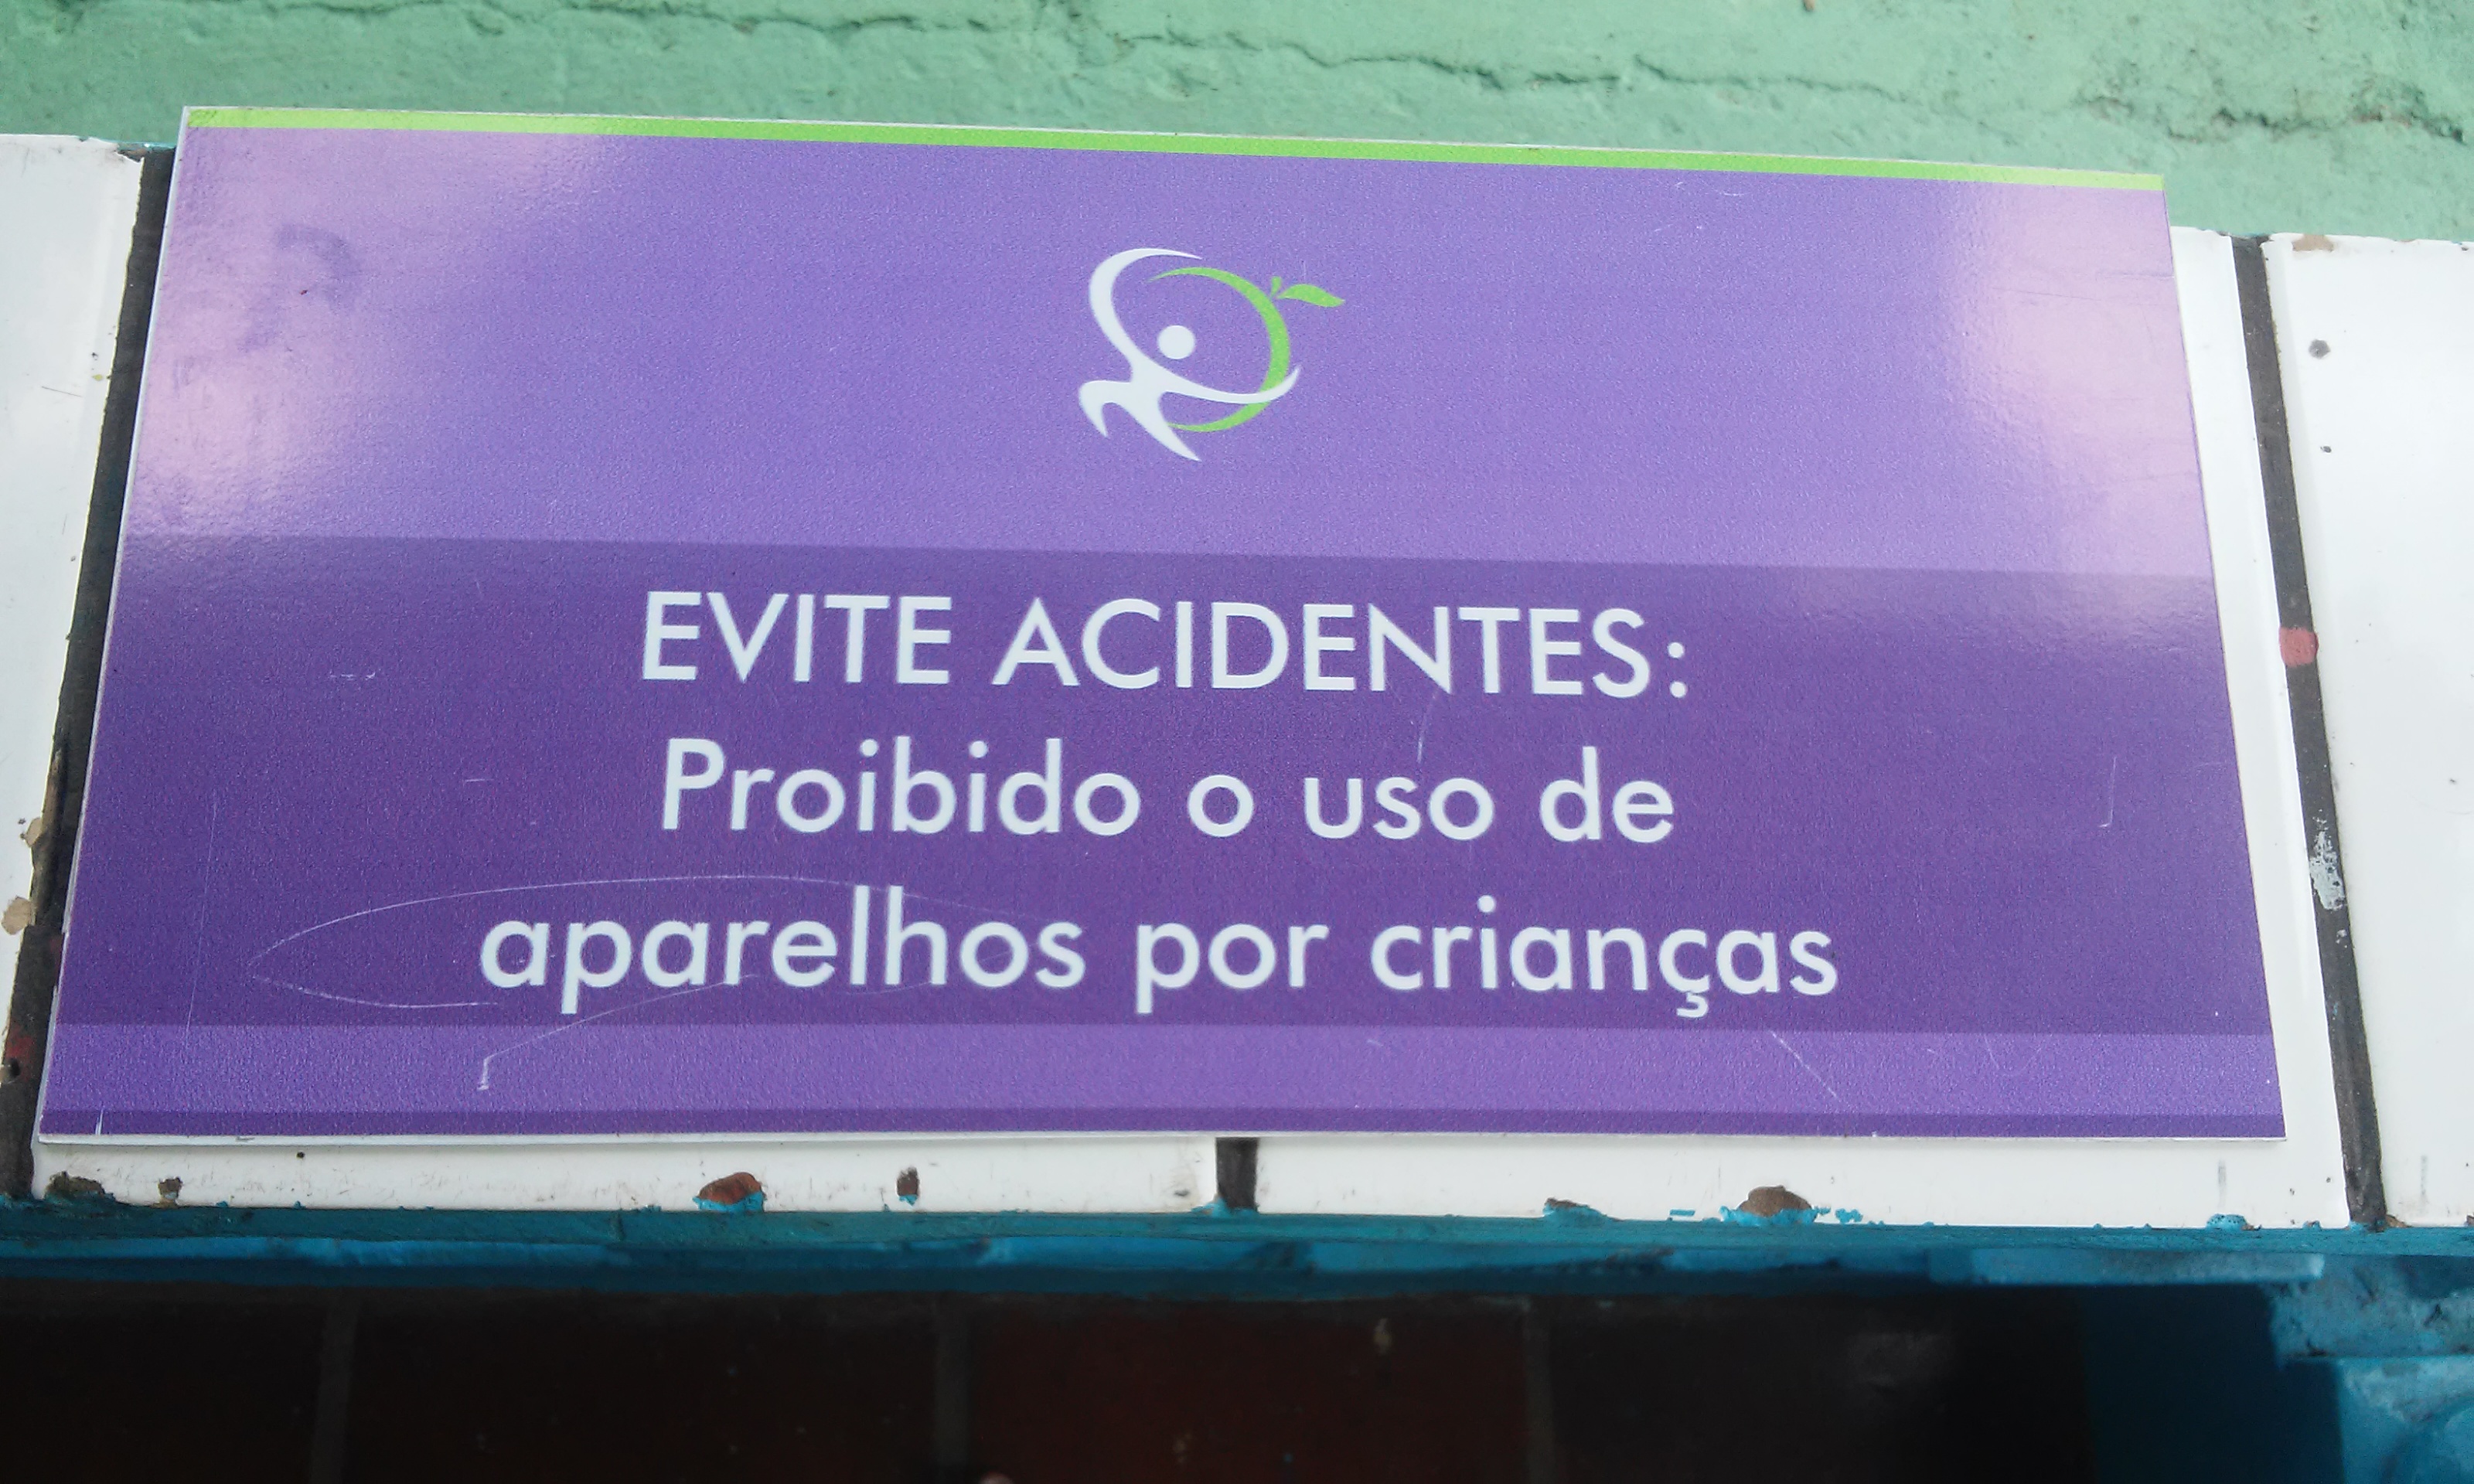 EVITE ACIDENTES:
Proibido o uso de
aparelhos por crianças